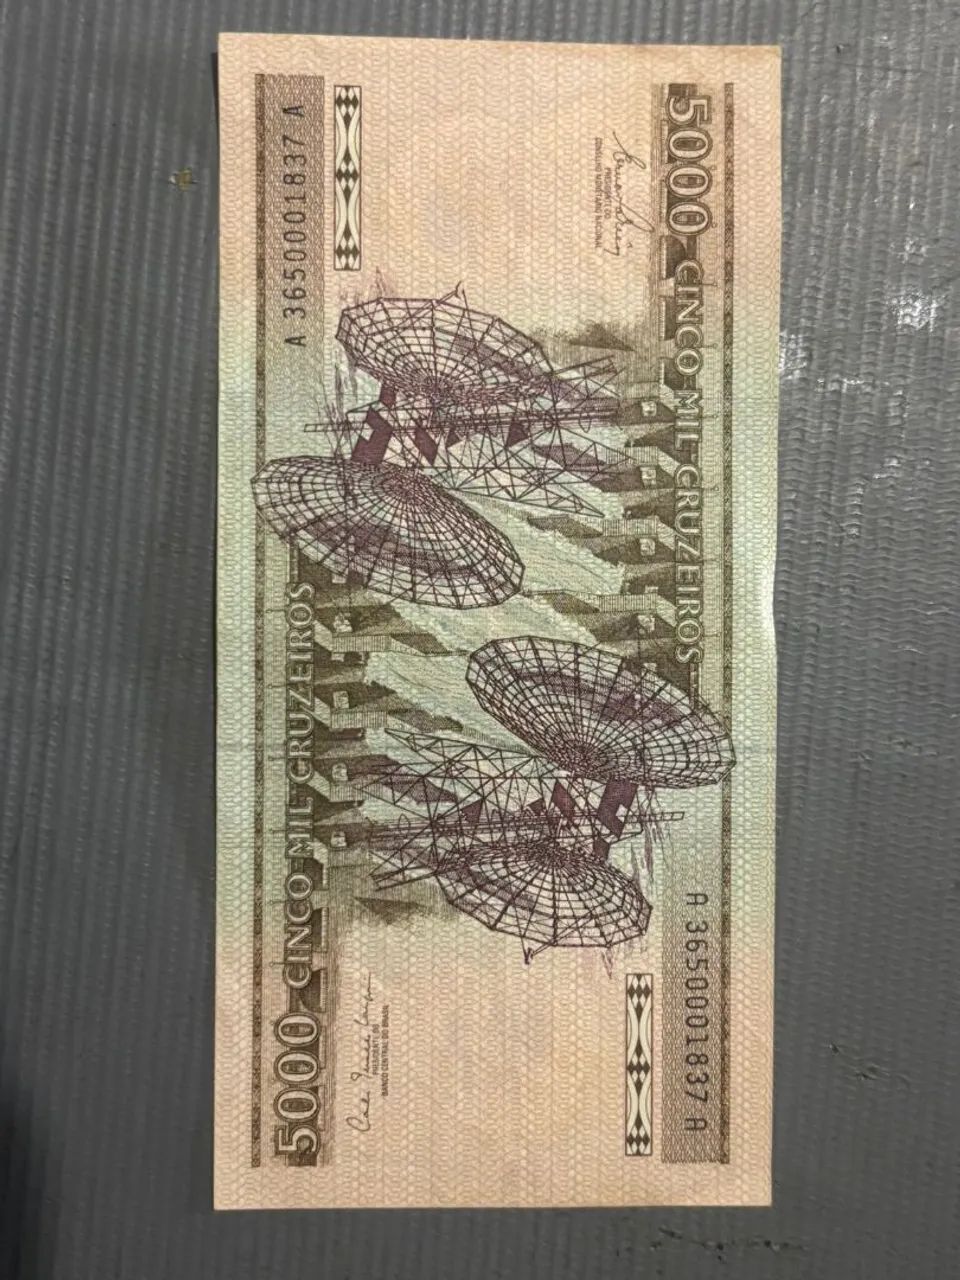 5000 CINCO MIL CRUZEIROS
PRESIDENTE DO
CONSELHO MONETÁRIO NACIONAL
A 3650001837 A
A 3650001837 A
5000 CINCO MIL CRUZEIROS
PRESIDENTE DO
BANCO CENTRAL DO BRASIL